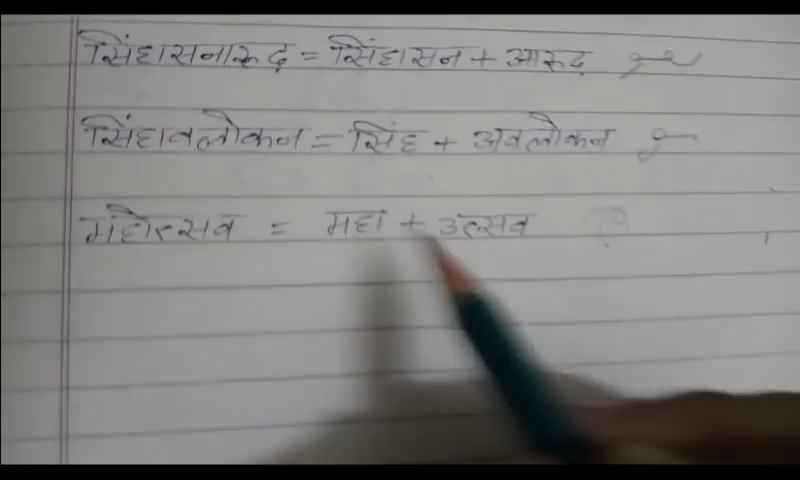 सिंहासनारूढ़ = सिंहासन + आरूढ़
सिंहावलोकन = सिंह + अवलोकन
महोत्सव = महा + उत्सव